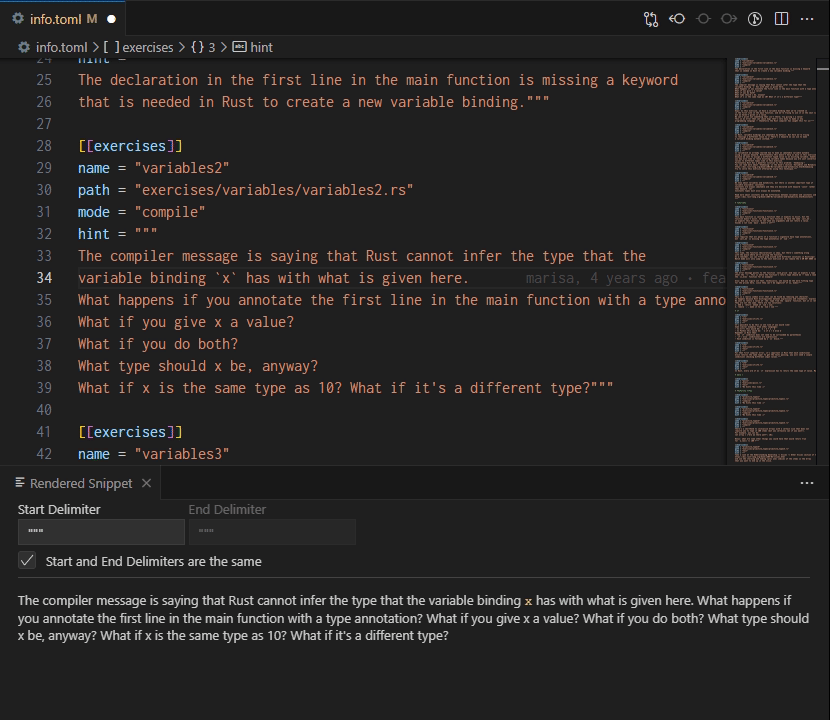 info.toml M
info.toml > [ ] exercises > {} 3 > abc hint
24 hint = 
25 The declaration in the first line in the main function is missing a keyword
26 that is needed in Rust to create a new variable binding."""
27
28 [[exercises]]
29 name = "variables2"
30 path = "exercises/variables/variables2.rs"
31 mode = "compile"
32 hint = """
33 The compiler message is saying that Rust cannot infer the type that the
34 variable binding `x` has with what is given here. marisa, 4 years ago · fea
35 What happens if you annotate the first line in the main function with a type anno
36 What if you give x a value?
37 What if you do both?
38 What type should x be, anyway?
39 What if x is the same type as 10? What if it's a different type?"""
40
41 [[exercises]]
42 name = "variables3"
Rendered Snippet
Start Delimiter End Delimiter
""" """
Start and End Delimiters are the same
The compiler message is saying that Rust cannot infer the type that the variable binding x has with what is given here. What happens if
you annotate the first line in the main function with a type annotation? What if you give x a value? What if you do both? What type should
x be, anyway? What if x is the same type as 10? What if it's a different type?